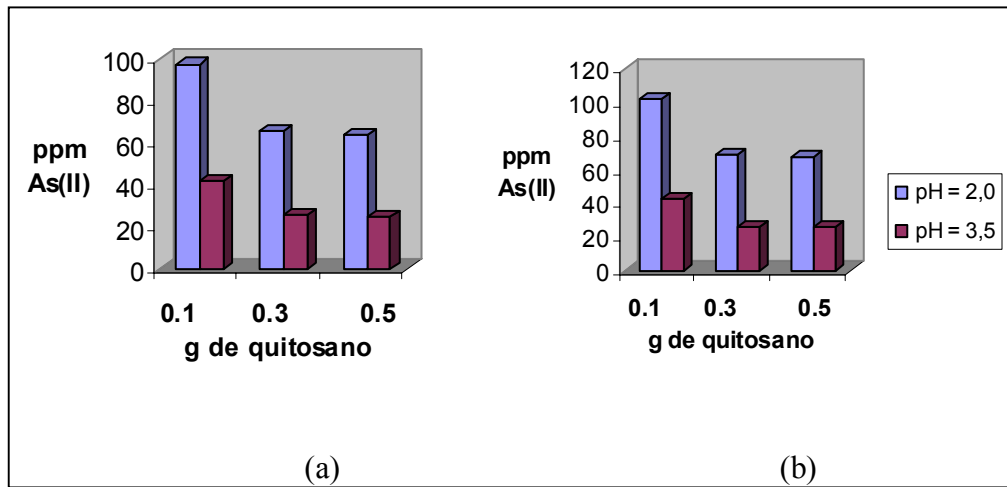 100
80
60
40
20
0
ppm
As(II)
0.1 0.3 0.5
g de quitosano
(a)
120
100
80
60
40
20
0
ppm
As(II)
0.1 0.3 0.5
g de quitosano
(b)
pH = 2,0
pH = 3,5